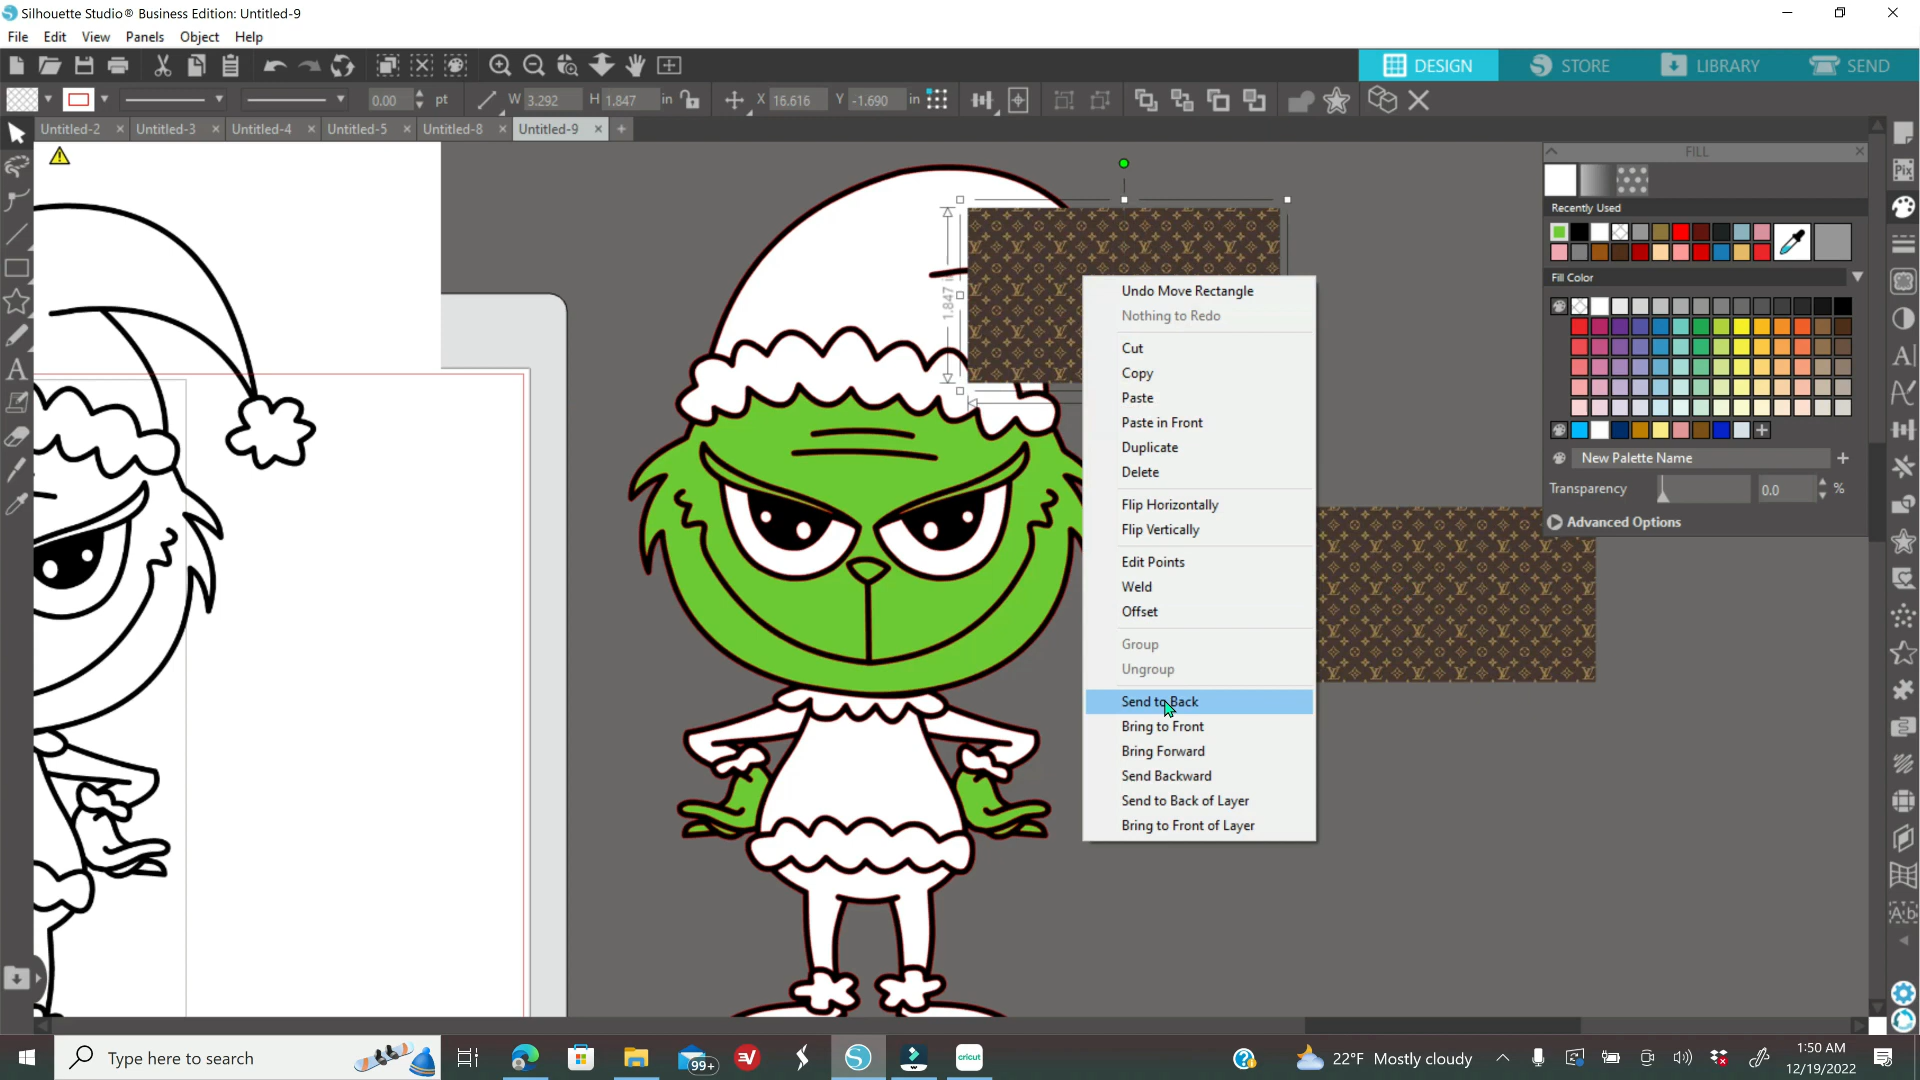 Silhouette Studio® Business Edition: Untitled-9
File Edit View Panels Object Help
DESIGN STORE LIBRARY SEND
0.00 pt W 3.292 H 1.847 in X 16.616 Y -1.690 in
Untitled-2 Untitled-3 Untitled-4 Untitled-5 Untitled-8 Untitled-9
FILL
Recently Used
Fill Color
New Palette Name
Transparency 0.0 %
Advanced Options
1.847 i
Undo Move Rectangle
Nothing to Redo
Cut
Copy
Paste
Paste in Front
Duplicate
Delete
Flip Horizontally
Flip Vertically
Edit Points
Weld
Offset
Group
Ungroup
Send to Back
Bring to Front
Bring Forward
Send Backward
Send to Back of Layer
Bring to Front of Layer
Type here to search
99+
cricut
22°F Mostly cloudy
1:50 AM
12/19/2022